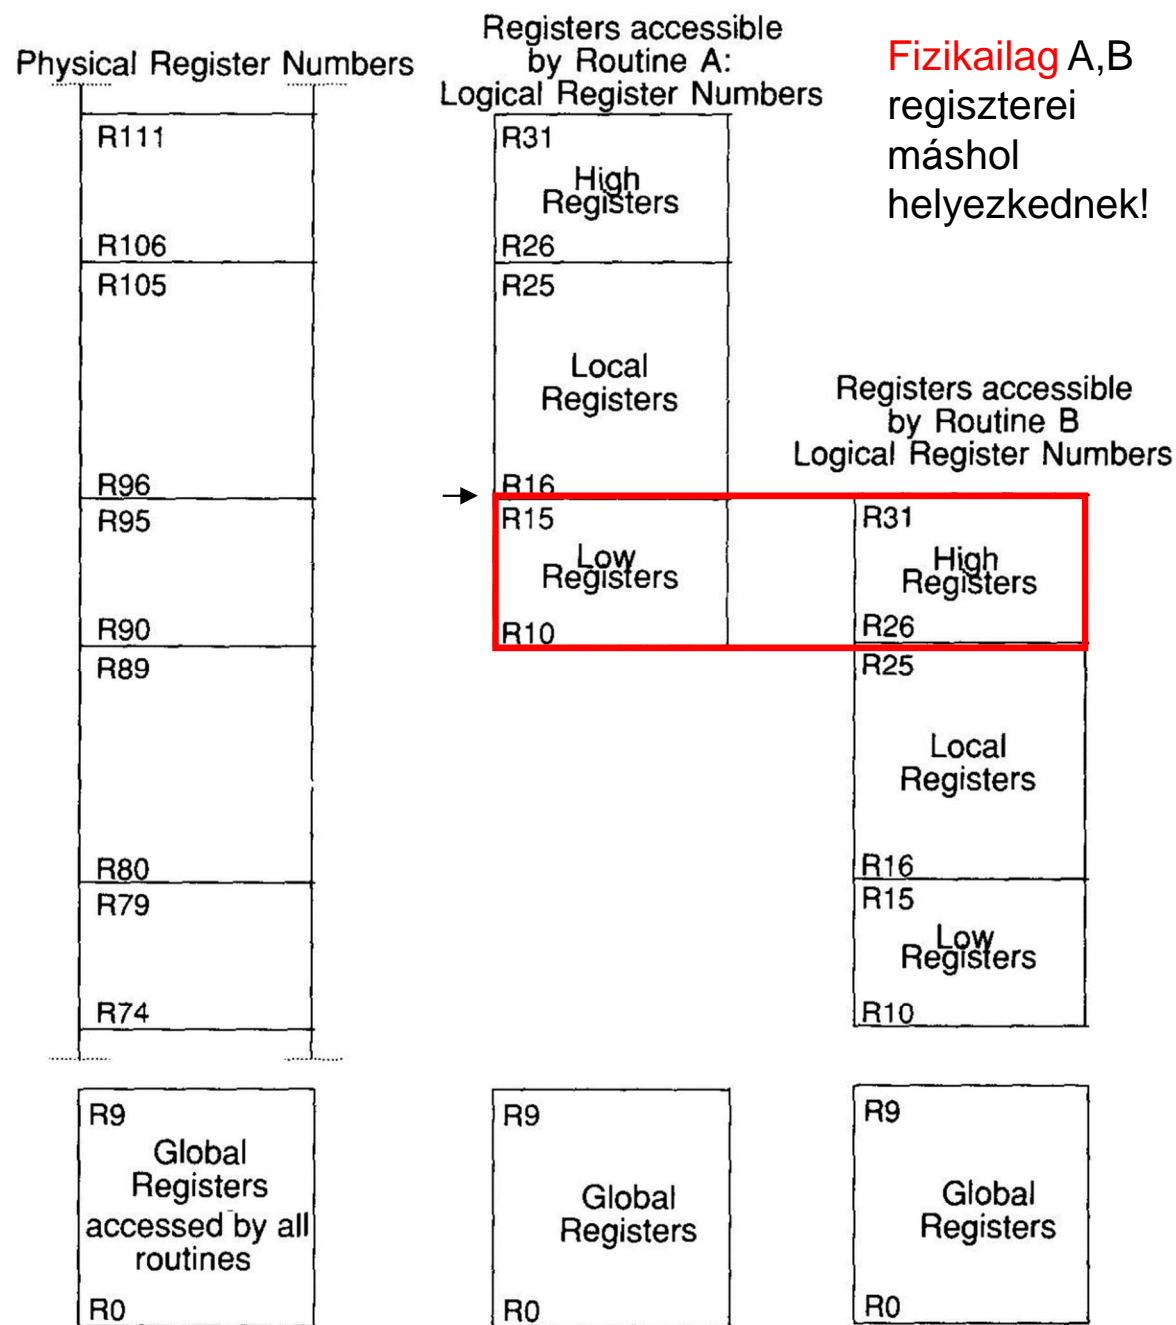 Physical Register Numbers
R111
R106
R105
R96
R95
R90
R89
R80
R79
R74
R9
Global
Registers
accessed by all
routines
R0
Registers accessible
by Routine A:
Logical Register Numbers
R31
High
Registers
R26
R25
Local
Registers
R16
R15
Low
Registers
R10
R9
Global
Registers
R0
Fizikailag A,B
regiszterei
máshol
helyezkednek!
Registers accessible
by Routine B
Logical Register Numbers
R31
High
Registers
R26
R25
Local
Registers
R16
R15
Low
Registers
R10
R9
Global
Registers
R0